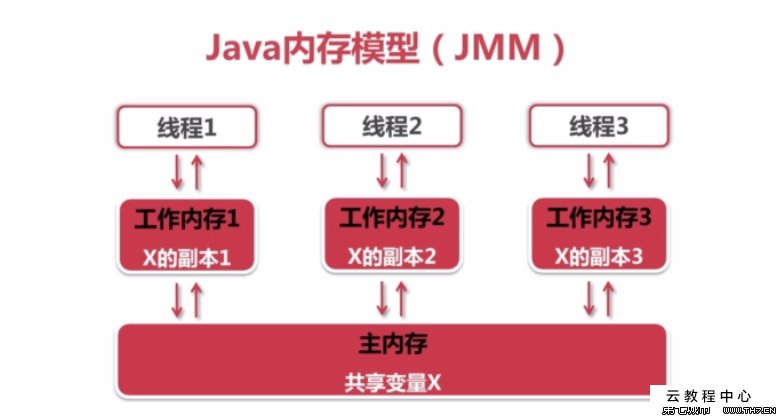 Java内存模型（JMM）
线程1
线程2
线程3
工作内存1
X的副本1
工作内存2
X的副本2
工作内存3
X的副本3
主内存
共享变量X
云教程中心
WWW.TH7.CN